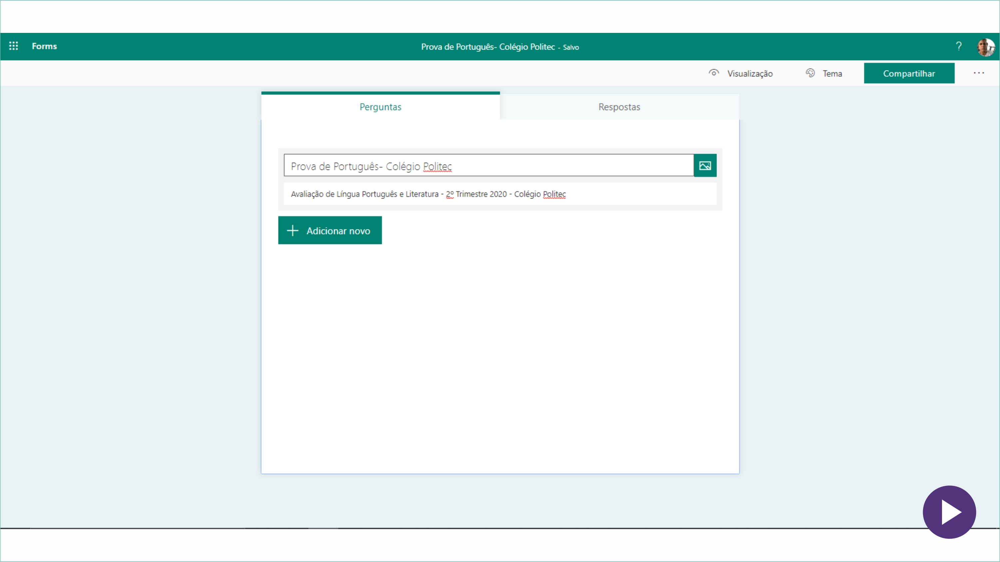 Forms
Prova de Português- Colégio Politec - Salvo
?
Visualização
Tema
Compartilhar
...
Perguntas
Respostas
Prova de Português- Colégio Politec
Avaliação de Língua Português e Literatura - 2º Trimestre 2020 - Colégio Politec
Adicionar novo